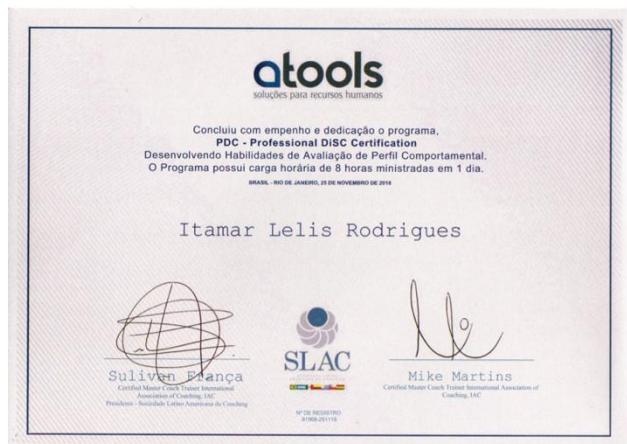 atools
soluções para recursos humanos
Concluiu com empenho e dedicação o programa,
PDC - Professional DiSC Certification
Desenvolvendo Habilidades de Avaliação de Perfil Comportamental.
O Programa possui carga horária de 8 horas ministradas em 1 dia.
BRASIL - RIO DE JANEIRO, 25 DE NOVEMBRO DE 2018
Itamar Lelis Rodrigues
Sulivan França
Certified Master Coach Trainer International
Association of Coaching, IAC
Presidente - Sociedade Latino Americana de Coaching
SLAC
Mike Martins
Certified Master Coach Trainer International Association of
Coaching, IAC
Nº DE REGISTRO